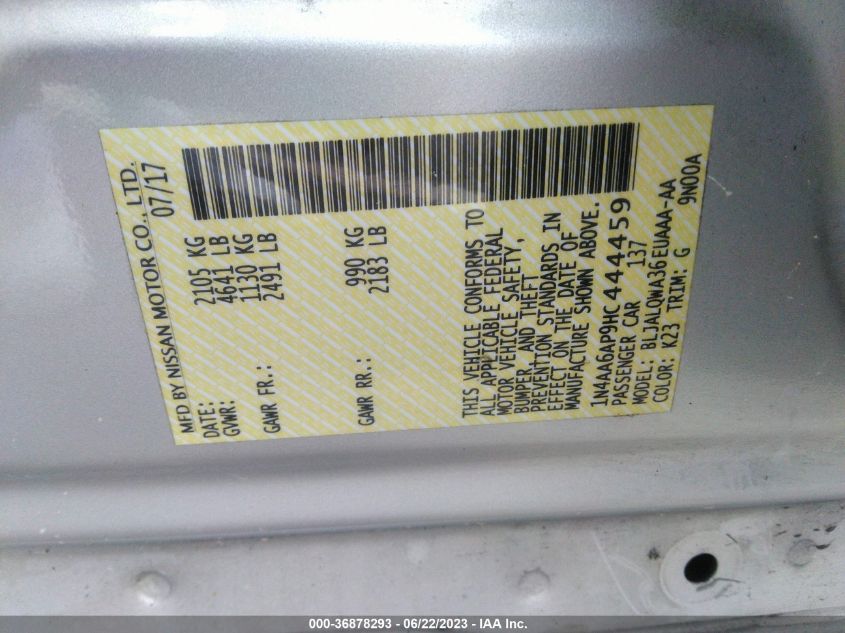 MFD BY NISSAN MOTOR CO., LTD.
DATE: 07/17
GVWR: 2105 KG
4641 LB
GAWR FR.: 1130 KG
2491 LB
GAWR RR.: 990 KG
2183 LB
THIS VEHICLE CONFORMS TO
ALL APPLICABLE FEDERAL
MOTOR VEHICLE SAFETY,
BUMPER, AND THEFT
PREVENTION STANDARDS IN
EFFECT ON THE DATE OF
MANUFACTURE SHOWN ABOVE.
1N4AA6AP9HC444459
PASSENGER CAR 137
MODEL: BLJALQWA36EUAAA-AA
COLOR: K23 TRIM: G 9N00A
000-36878293 - 06/22/2023 - IAA Inc.